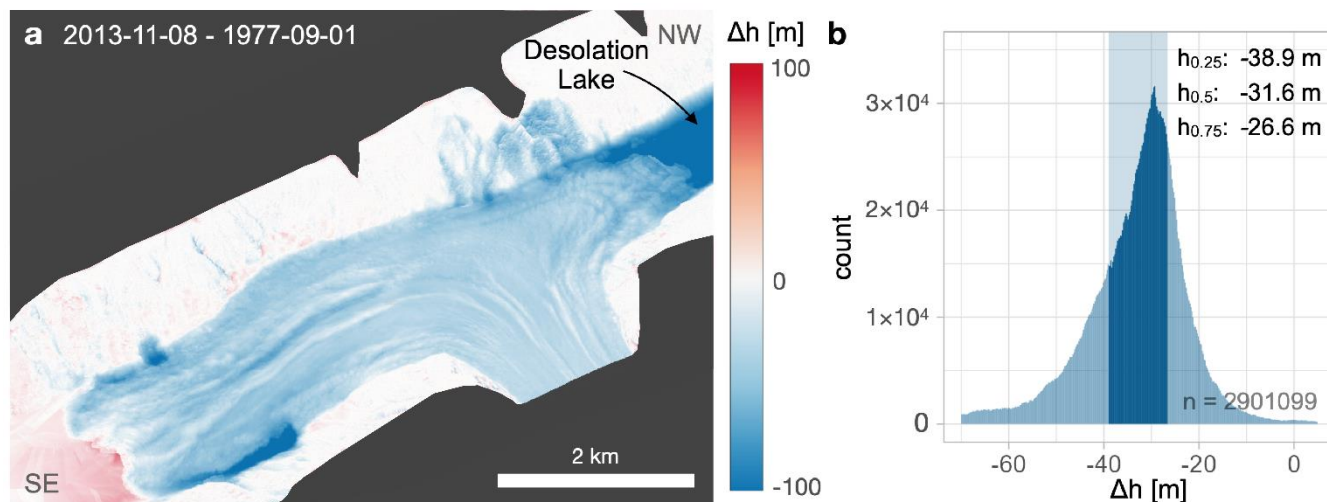 a 2013-11-08 - 1977-09-01
NW
Desolation
Lake
SE
2 km
Δh [m]
100
0
-100
b
h0.25: -38.9 m
h0.5: -31.6 m
h0.75: -26.6 m
3×10⁴
2×10⁴
1×10⁴
0
count
n = 2901099
-60 -40 -20 0
Δh [m]